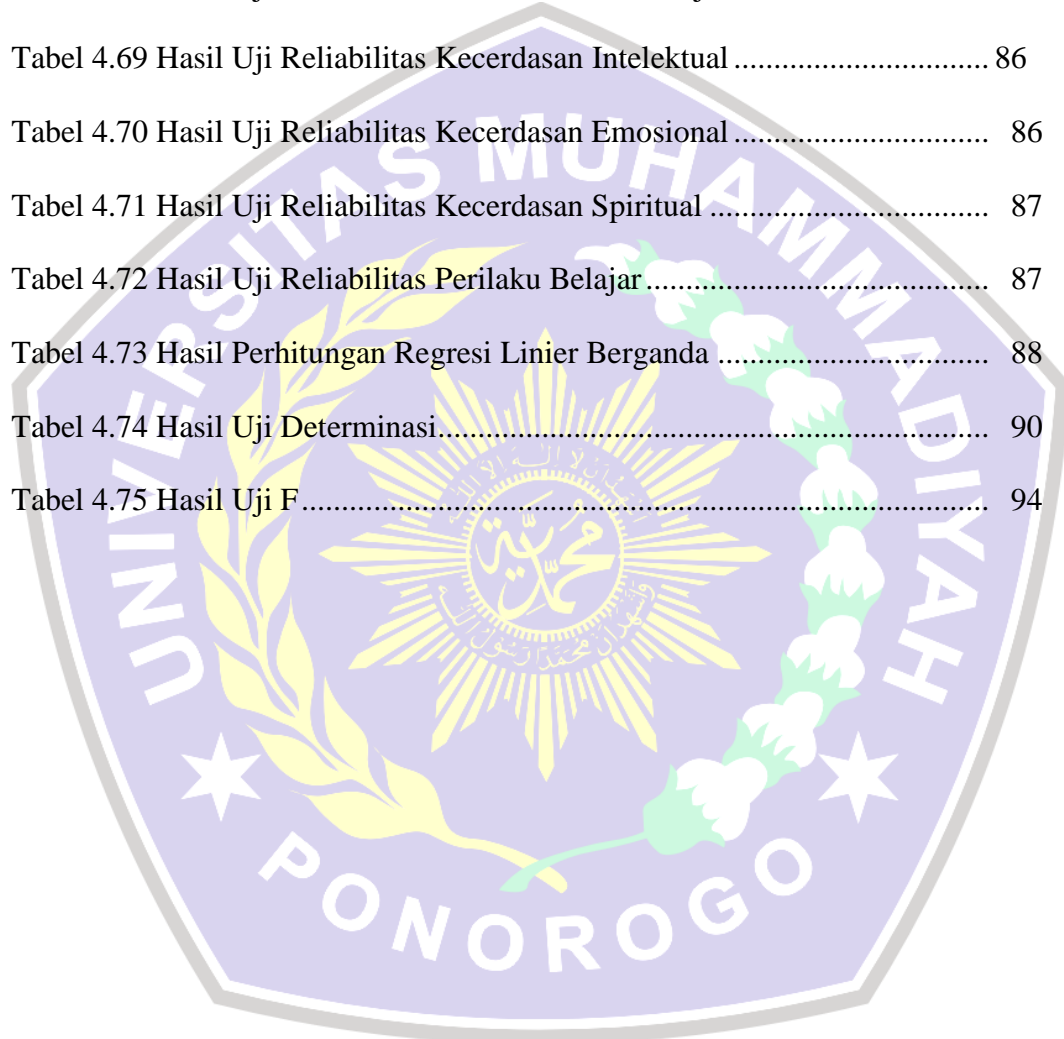 Tabel 4.69 Hasil Uji Reliabilitas Kecerdasan Intelektual ................................ 86
Tabel 4.70 Hasil Uji Reliabilitas Kecerdasan Emosional ................................ 86
Tabel 4.71 Hasil Uji Reliabilitas Kecerdasan Spiritual ................................... 87
Tabel 4.72 Hasil Uji Reliabilitas Perilaku Belajar ........................................... 87
Tabel 4.73 Hasil Perhitungan Regresi Linier Berganda .................................. 88
Tabel 4.74 Hasil Uji Determinasi..................................................................... 90
Tabel 4.75 Hasil Uji F ...................................................................................... 94
UNIVERSITAS MUHAMMADIYAH
PONOROGO